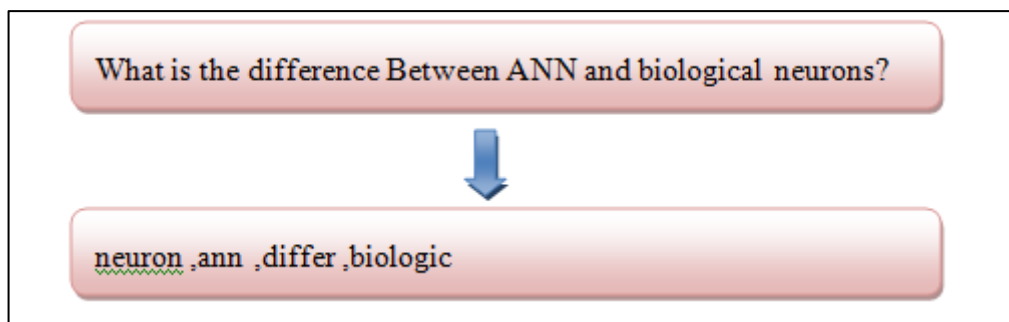 What is the difference Between ANN and biological neurons?
neuron ,ann ,differ ,biologic